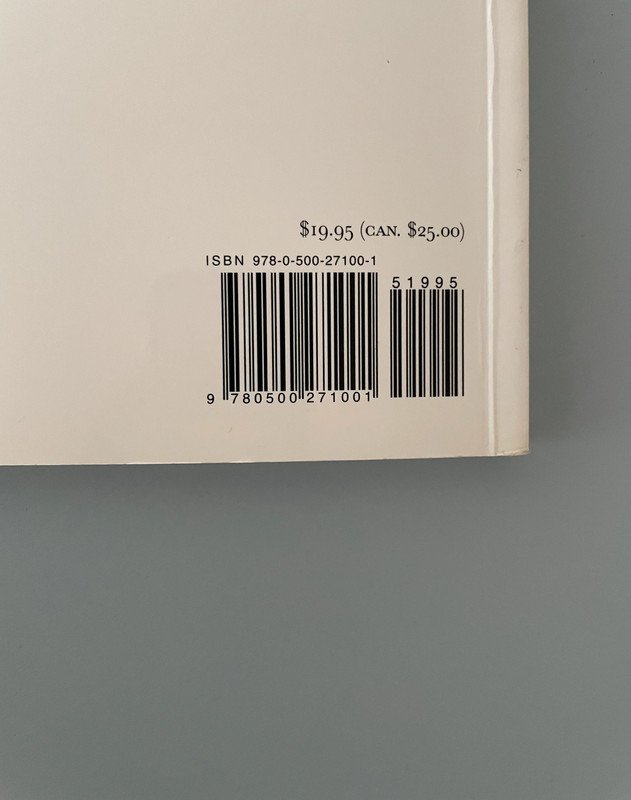 $19.95 (CAN. $25.00)
ISBN 978-0-500-27100-1
51995
9 780500 271001